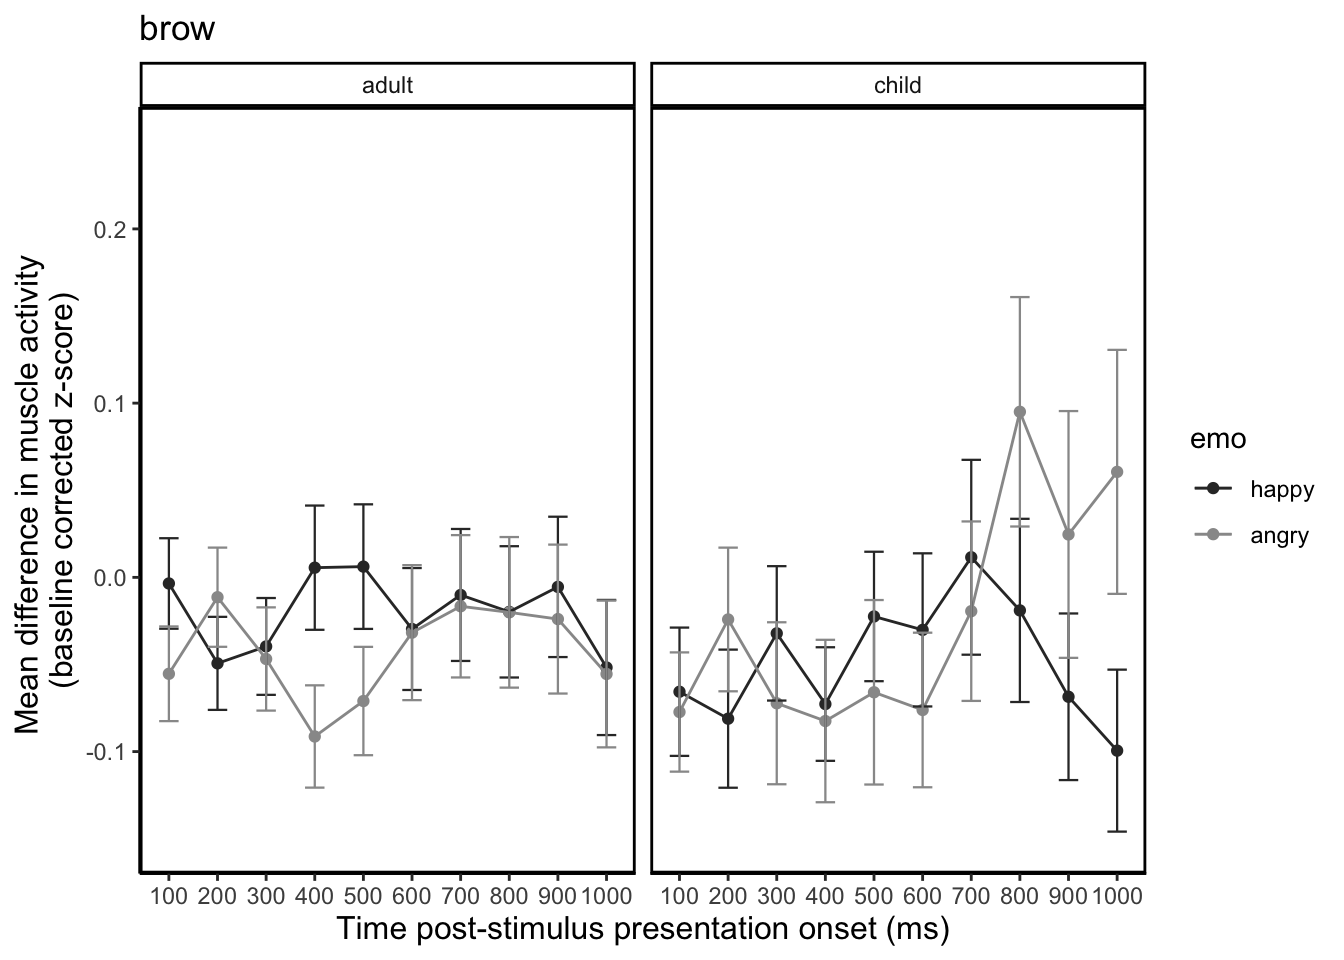 brow
adult
child
Mean difference in muscle activity
(baseline corrected z-score)
0.2
0.1
0.0
-0.1
100 200 300 400 500 600 700 800 900 1000
100 200 300 400 500 600 700 800 900 1000
Time post-stimulus presentation onset (ms)
emo
happy
angry